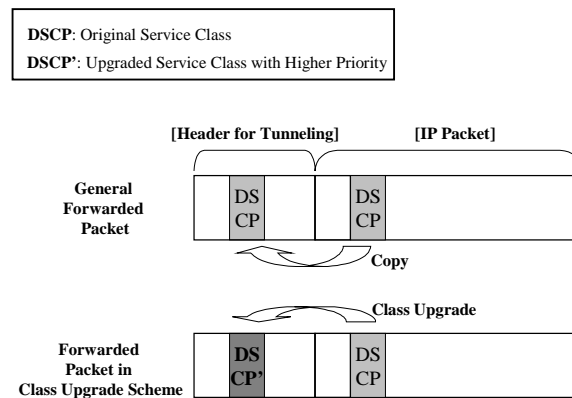 DSCP: Original Service Class
DSCP’: Upgraded Service Class with Higher Priority
[Header for Tunneling] [IP Packet]
General
Forwarded
Packet
DS
CP
DS
CP
Copy
Class Upgrade
Forwarded
Packet in
Class Upgrade Scheme
DS
CP’
DS
CP